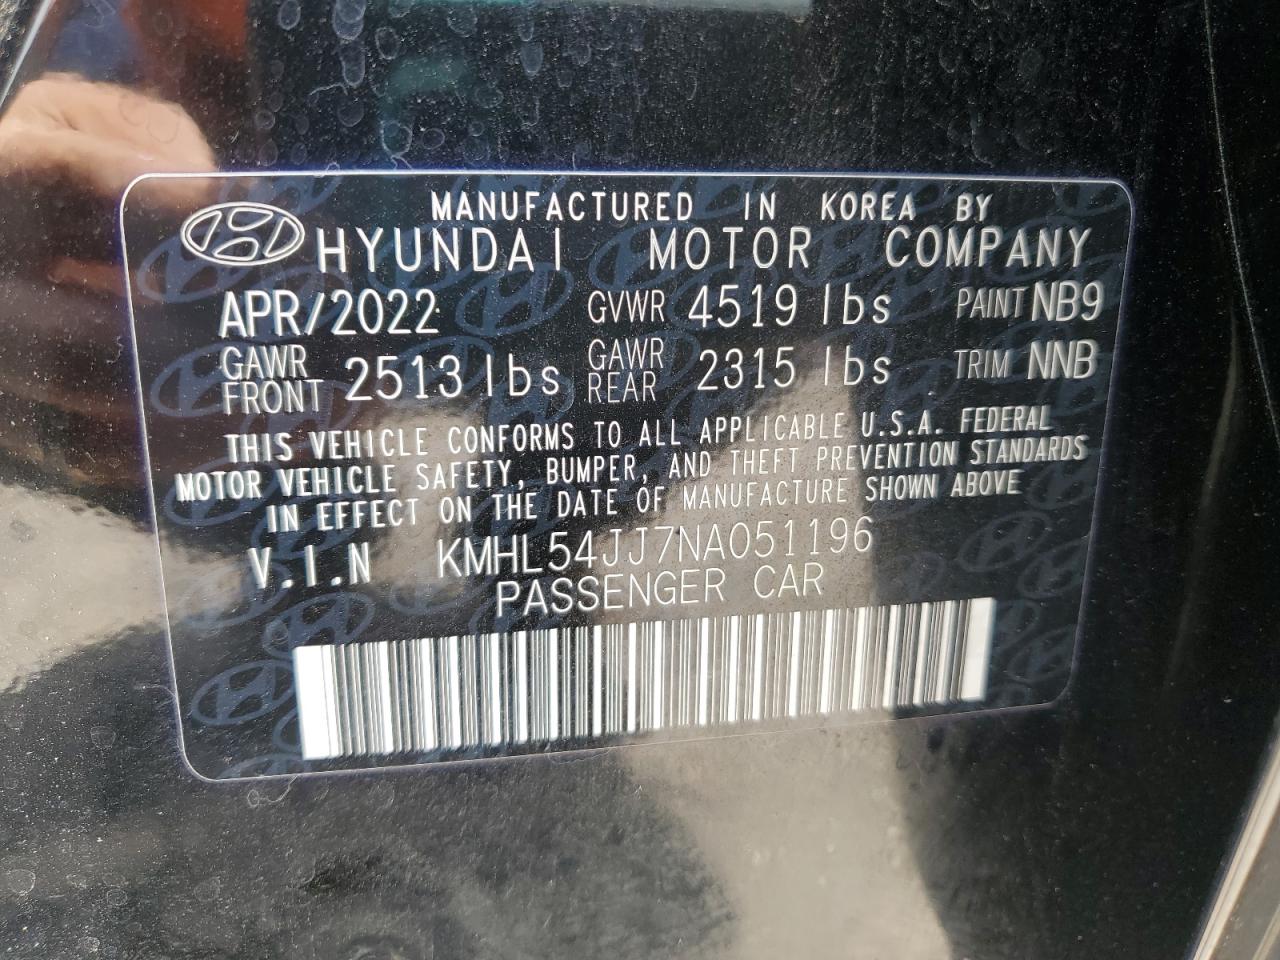 MANUFACTURED IN KOREA BY
HYUNDAI MOTOR COMPANY
APR/2022 GVWR 4519 lbs PAINT NB9
GAWR FRONT 2513 lbs GAWR REAR 2315 lbs TRIM NNB
THIS VEHICLE CONFORMS TO ALL APPLICABLE U.S.A. FEDERAL
MOTOR VEHICLE SAFETY, BUMPER, AND THEFT PREVENTION STANDARDS
IN EFFECT ON THE DATE OF MANUFACTURE SHOWN ABOVE
V.I.N KMHL54JJ7NA051196
PASSENGER CAR